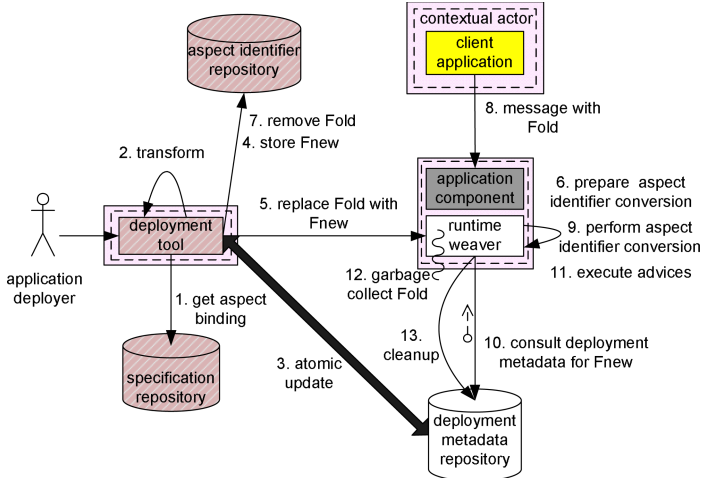 contextual actor
client
application
aspect identifier
repository
7. remove Fold
4. store Fnew
8. message with
Fold
2. transform
application
component
6. prepare  aspect
identifier conversion
5. replace Fold with
Fnew
deployment
tool
runtime
weaver
9. perform aspect
identifier conversion
11. execute advices
application
deployer
12. garbage
collect Fold
1. get aspect
binding
13.
cleanup
10. consult deployment
metadata for Fnew
3. atomic
update
specification
repository
deployment
metadata
repository